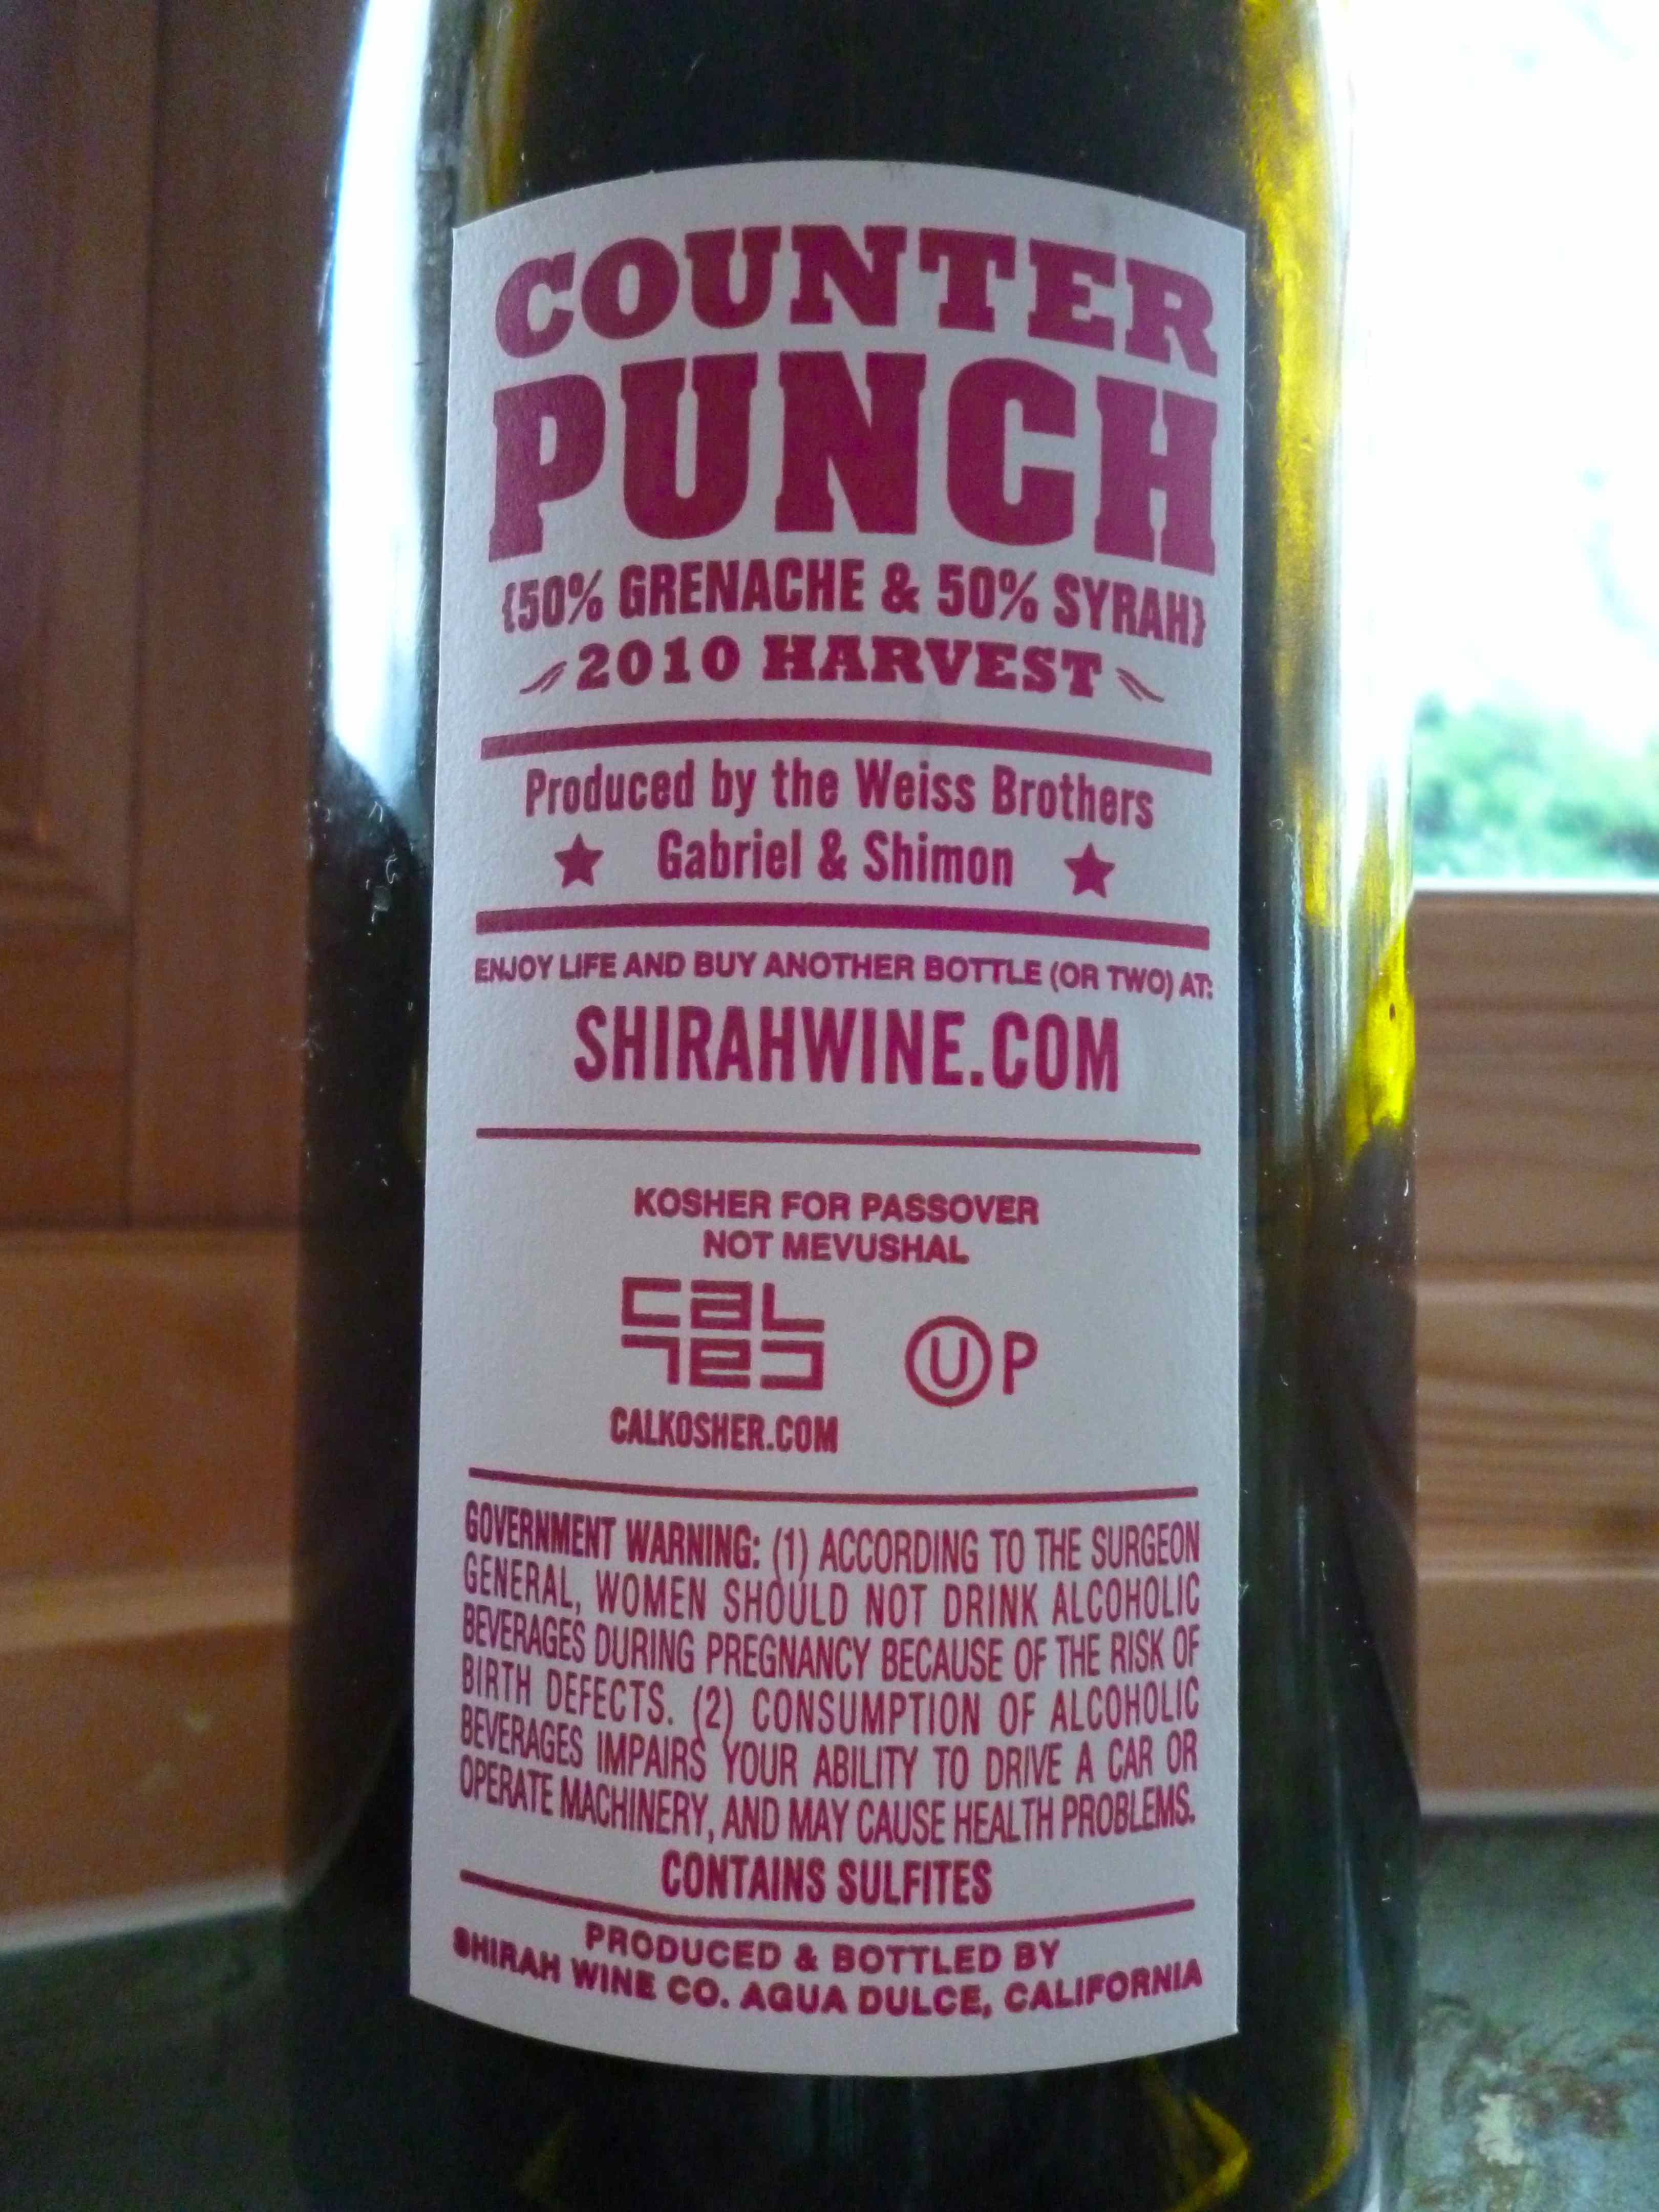 COUNTER
PUNCH
{50% GRENACHE & 50% SYRAH}
2010 HARVEST
Produced by the Weiss Brothers
★ Gabriel & Shimon ★
ENJOY LIFE AND BUY ANOTHER BOTTLE (OR TWO) AT:
SHIRAHWINE.COM
KOSHER FOR PASSOVER
NOT MEVUSHAL
CAL
כשר
Ⓤ P
CALKOSHER.COM
GOVERNMENT WARNING: (1) ACCORDING TO THE SURGEON
GENERAL, WOMEN SHOULD NOT DRINK ALCOHOLIC
BEVERAGES DURING PREGNANCY BECAUSE OF THE RISK OF
BIRTH DEFECTS. (2) CONSUMPTION OF ALCOHOLIC
BEVERAGES IMPAIRS YOUR ABILITY TO DRIVE A CAR OR
OPERATE MACHINERY, AND MAY CAUSE HEALTH PROBLEMS.
CONTAINS SULFITES
PRODUCED & BOTTLED BY
SHIRAH WINE CO. AGUA DULCE, CALIFORNIA